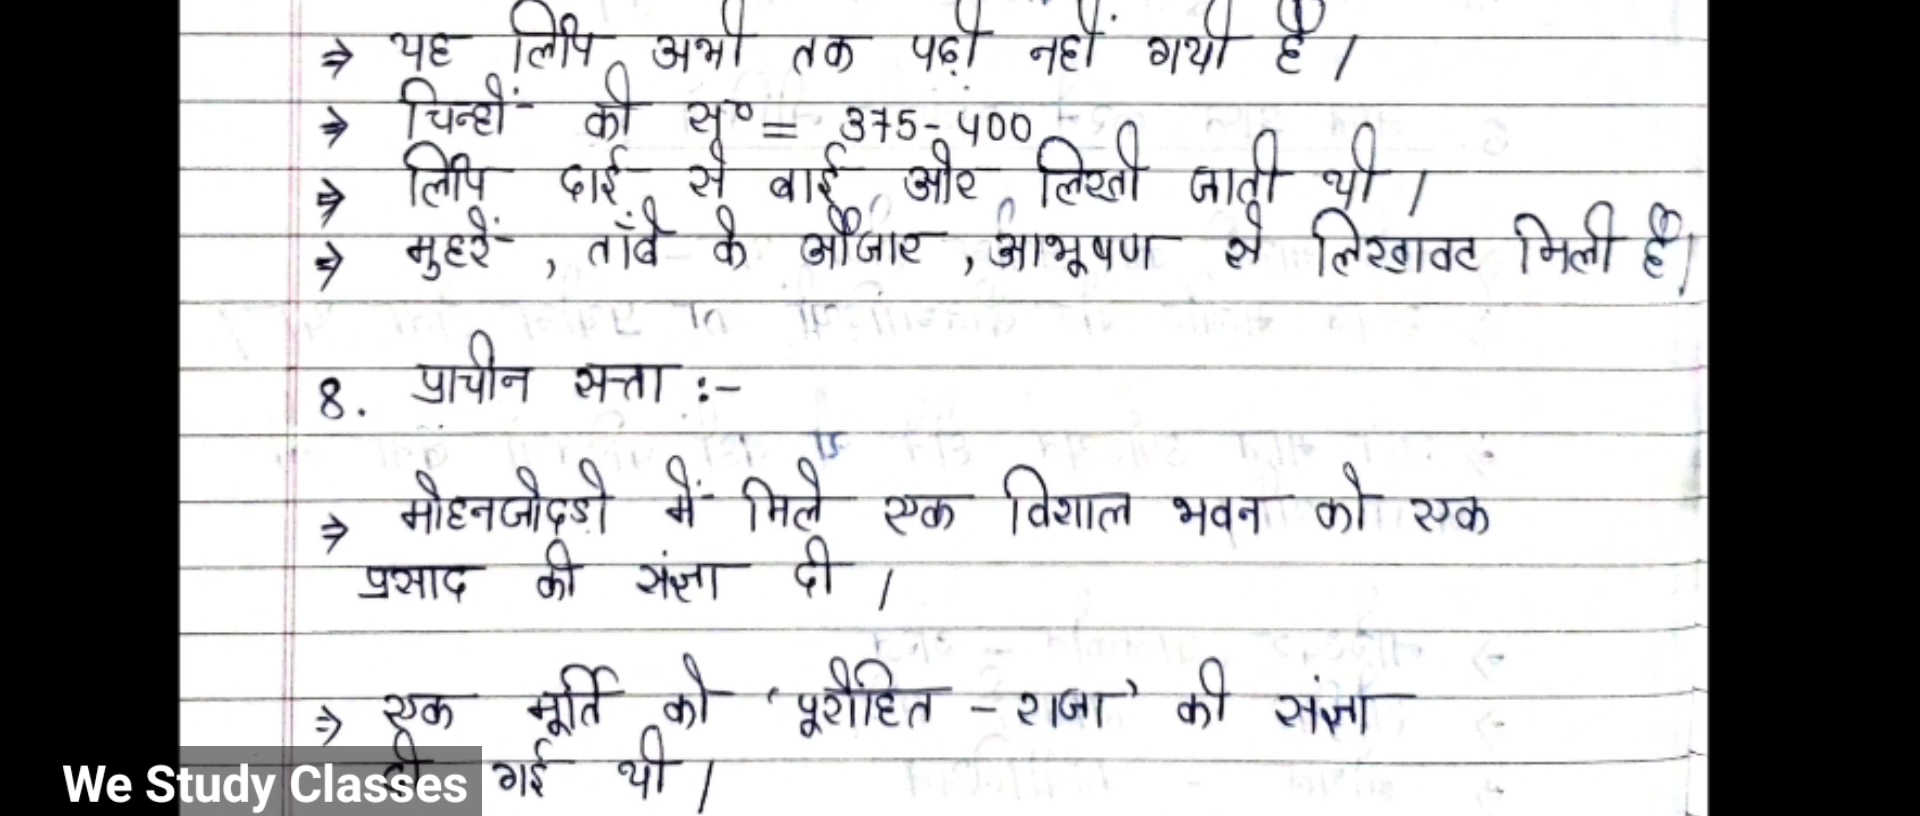 ⇒ यह लिपि अभी तक पढ़ी नहीं गयी है।
⇒ चिन्हों की सं० = 375-400
⇒ लिपि दाई से बाई ओर लिखी जाती थी।
⇒ मुहरें, ताँबे के औजार, आभूषण से लिखावट मिली है।
8. प्राचीन सत्ता :-
⇒ मोहनजोदड़ो में मिले एक विशाल भवन को एक
प्रसाद की संज्ञा दी।
⇒ एक मूर्ति को 'पूरोहित - राजा' की संज्ञा
दी गई थी।
We Study Classes